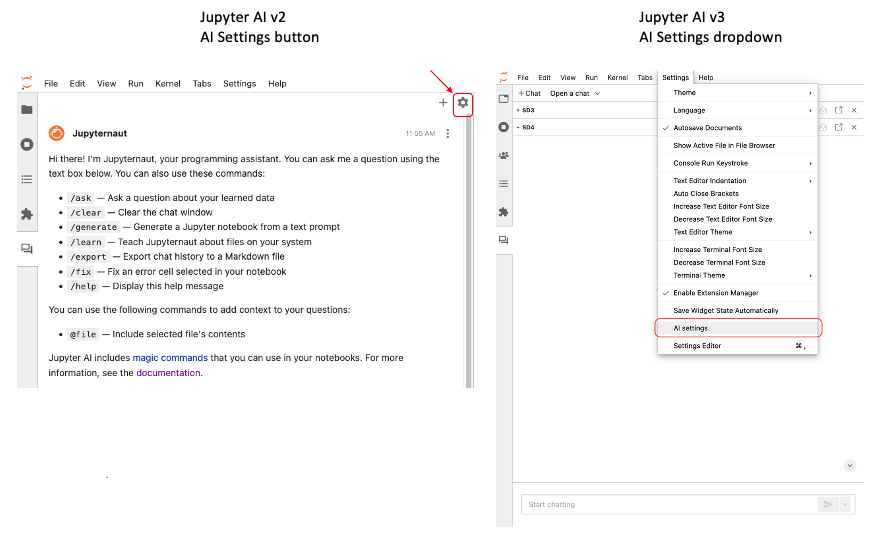 Jupyter AI v2
AI Settings button
File Edit View Run Kernel Tabs Settings Help
Jupyternaut
11:55 AM
Hi there! I'm Jupyternaut, your programming assistant. You can ask me a question using the
text box below. You can also use these commands:
• /ask — Ask a question about your learned data
• /clear — Clear the chat window
• /generate — Generate a Jupyter notebook from a text prompt
• /learn — Teach Jupyternaut about files on your system
• /export — Export chat history to a Markdown file
• /fix — Fix an error cell selected in your notebook
• /help — Display this help message
You can use the following commands to add context to your questions:
• @file — Include selected file's contents
Jupyter AI includes magic commands that you can use in your notebooks. For more
information, see the documentation.
Jupyter AI v3
AI Settings dropdown
File Edit View Run Kernel Tabs Settings Help
+ Chat Open a chat
SD3
SD4
Theme
Language
Autosave Documents
Show Active File in File Browser
Console Run Keystroke
Text Editor Indentation
Auto Close Brackets
Increase Text Editor Font Size
Decrease Text Editor Font Size
Text Editor Theme
Increase Terminal Font Size
Decrease Terminal Font Size
Terminal Theme
Enable Extension Manager
Save Widget State Automatically
AI settings
Settings Editor ⌘ ,
Start chatting